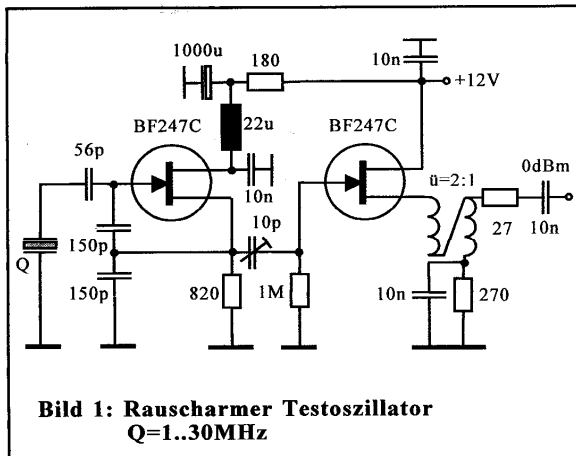 1000u
180
10n
+12V
BF247C
22u
BF247C
56p
10n
ü=2:1
0dBm
10p
27
10n
150p
Q
150p
820
1M
10n
270
Bild 1: Rauscharmer Testoszillator
Q=1..30MHz